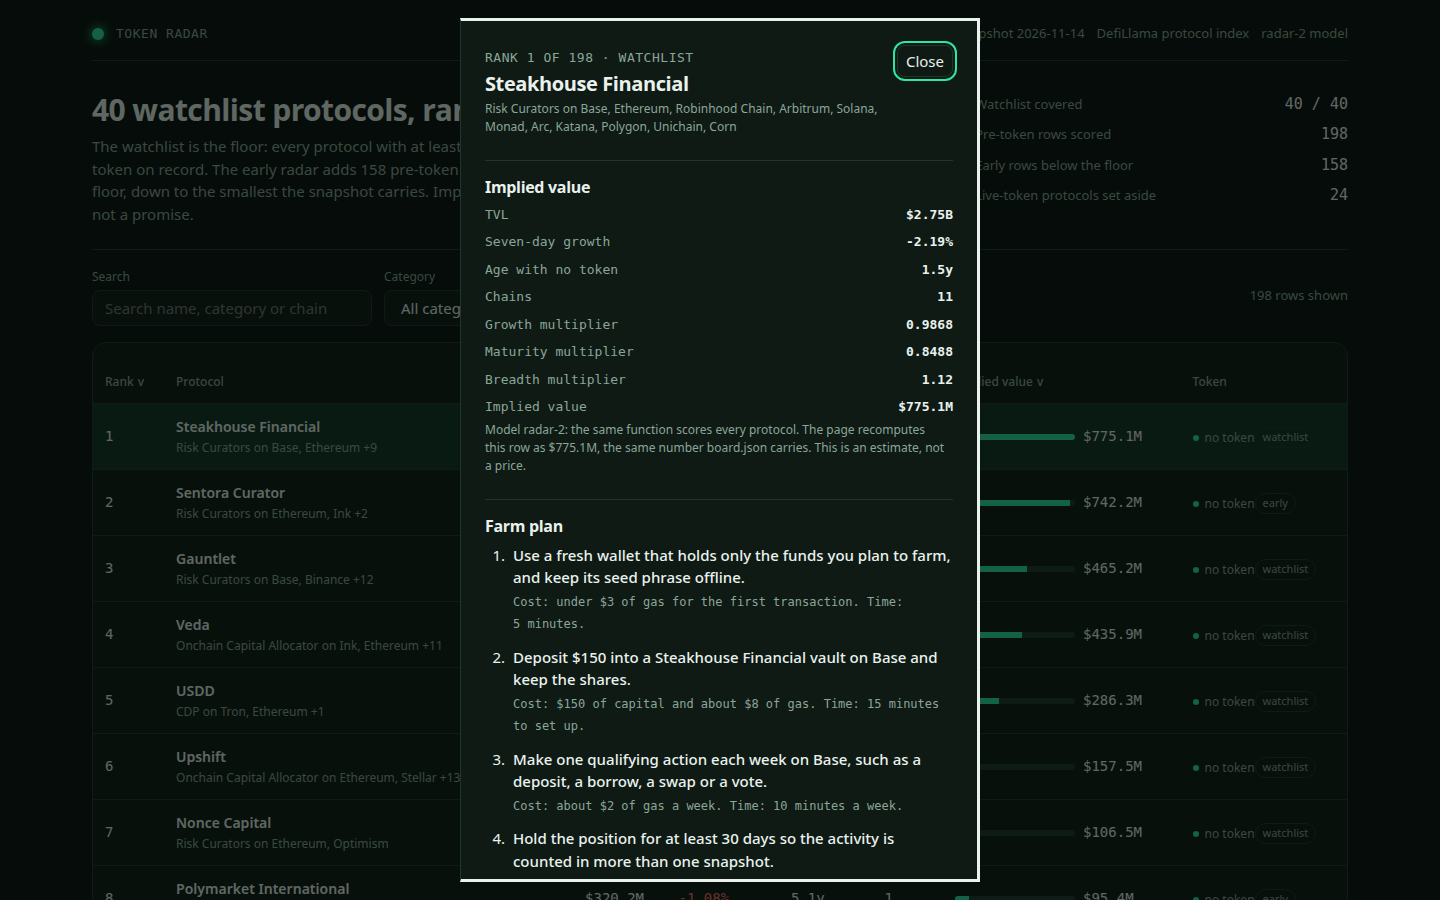 TOKEN RADAR
pshot 2026-11-14 DefiLlama protocol index radar-2 model
40 watchlist protocols, ran
The watchlist is the floor: every protocol with at least
token on record. The early radar adds 158 pre-token
floor, down to the smallest the snapshot carries. Imp
not a promise.
Watchlist covered 40 / 40
Pre-token rows scored 198
Early rows below the floor 158
Live-token protocols set aside 24
Search
Category
Search name, category or chain
All categ
198 rows shown
Rank v Protocol
lied value v Token
1 Steakhouse Financial
Risk Curators on Base, Ethereum +9
$775.1M no token watchlist
2 Sentora Curator
Risk Curators on Ethereum, Ink +2
$742.2M no token early
3 Gauntlet
Risk Curators on Base, Binance +12
$465.2M no token watchlist
4 Veda
Onchain Capital Allocator on Ink, Ethereum +11
$435.9M no token watchlist
5 USDD
CDP on Tron, Ethereum +1
$286.3M no token watchlist
6 Upshift
Onchain Capital Allocator on Ethereum, Stellar +13
$157.5M no token watchlist
7 Nonce Capital
Risk Curators on Ethereum, Optimism
$106.5M no token watchlist
8 Polymarket International
$320.2M -1.08% 5.1y 1 $95.4M no token early
RANK 1 OF 198 · WATCHLIST
Close
Steakhouse Financial
Risk Curators on Base, Ethereum, Robinhood Chain, Arbitrum, Solana,
Monad, Arc, Katana, Polygon, Unichain, Corn
Implied value
TVL $2.75B
Seven-day growth -2.19%
Age with no token 1.5y
Chains 11
Growth multiplier 0.9868
Maturity multiplier 0.8488
Breadth multiplier 1.12
Implied value $775.1M
Model radar-2: the same function scores every protocol. The page recomputes
this row as $775.1M, the same number board.json carries. This is an estimate, not
a price.
Farm plan
1. Use a fresh wallet that holds only the funds you plan to farm,
and keep its seed phrase offline.
Cost: under $3 of gas for the first transaction. Time:
5 minutes.
2. Deposit $150 into a Steakhouse Financial vault on Base and
keep the shares.
Cost: $150 of capital and about $8 of gas. Time: 15 minutes
to set up.
3. Make one qualifying action each week on Base, such as a
deposit, a borrow, a swap or a vote.
Cost: about $2 of gas a week. Time: 10 minutes a week.
4. Hold the position for at least 30 days so the activity is
counted in more than one snapshot.